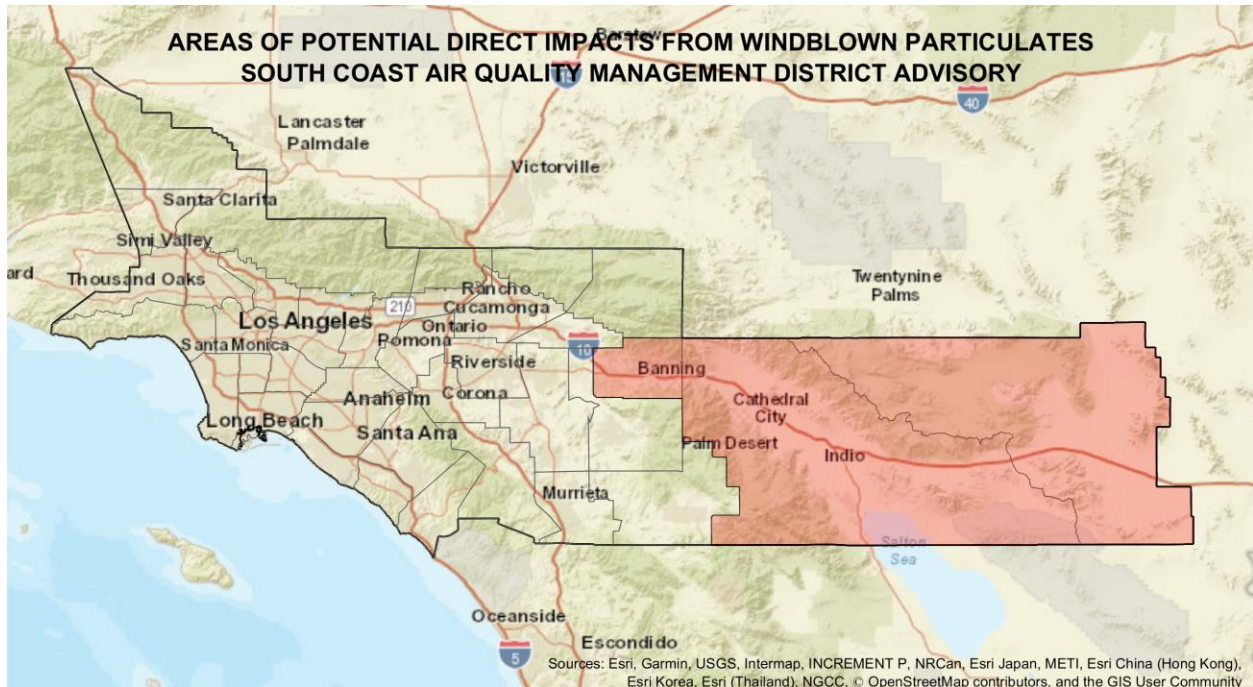 AREAS OF POTENTIAL DIRECT IMPACTS FROM WINDBLOWN PARTICULATES
SOUTH COAST AIR QUALITY MANAGEMENT DISTRICT ADVISORY
Barstow
15
40
Lancaster
Palmdale
Victorville
Santa Clarita
Simi Valley
ard
Thousand Oaks
Twentynine
Palms
Rancho
Cucamonga
210
Los Angeles
Ontario
Santa Monica
Pomona
10
Riverside
Banning
Anaheim
Corona
Cathedral
City
Long Beach
Santa Ana
Palm Desert
Indio
Murrieta
Salton
Sea
Oceanside
Escondido
5
Sources: Esri, Garmin, USGS, Intermap, INCREMENT P, NRCan, Esri Japan, METI, Esri China (Hong Kong),
Esri Korea, Esri (Thailand), NGCC, © OpenStreetMap contributors, and the GIS User Community